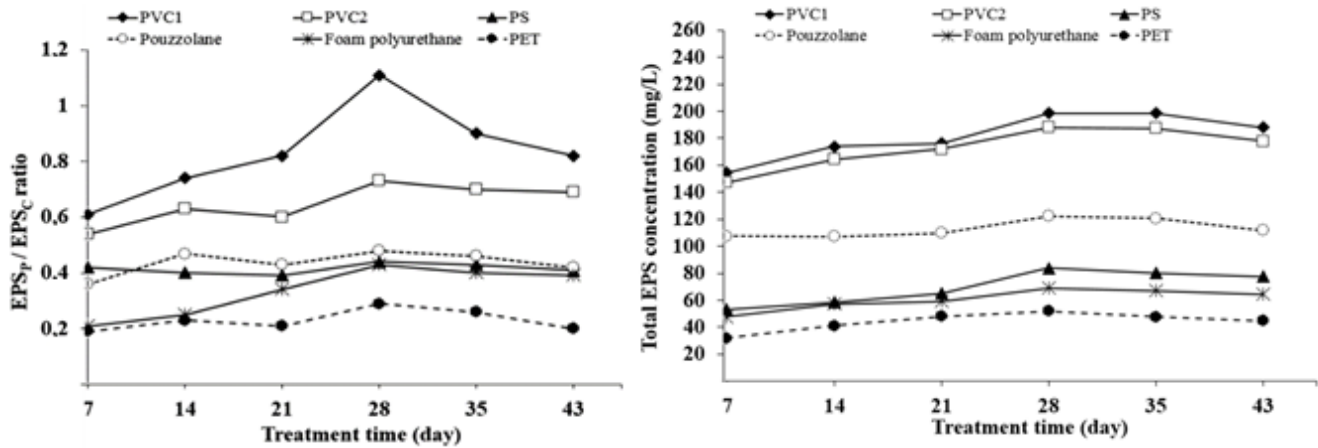 PVC1 PVC2 PS
Pouzzolane Foam polyurethane PET
1.2
1
0.8
0.6
0.4
0.2
EPSP / EPSC ratio
7 14 21 28 35 43
Treatment time (day)
PVC1 PVC2 PS
Pouzzolane Foam polyurethane PET
260
240
220
200
180
160
140
120
100
80
60
40
20
Total EPS concentration (mg/L)
7 14 21 28 35 43
Treatment time (day)